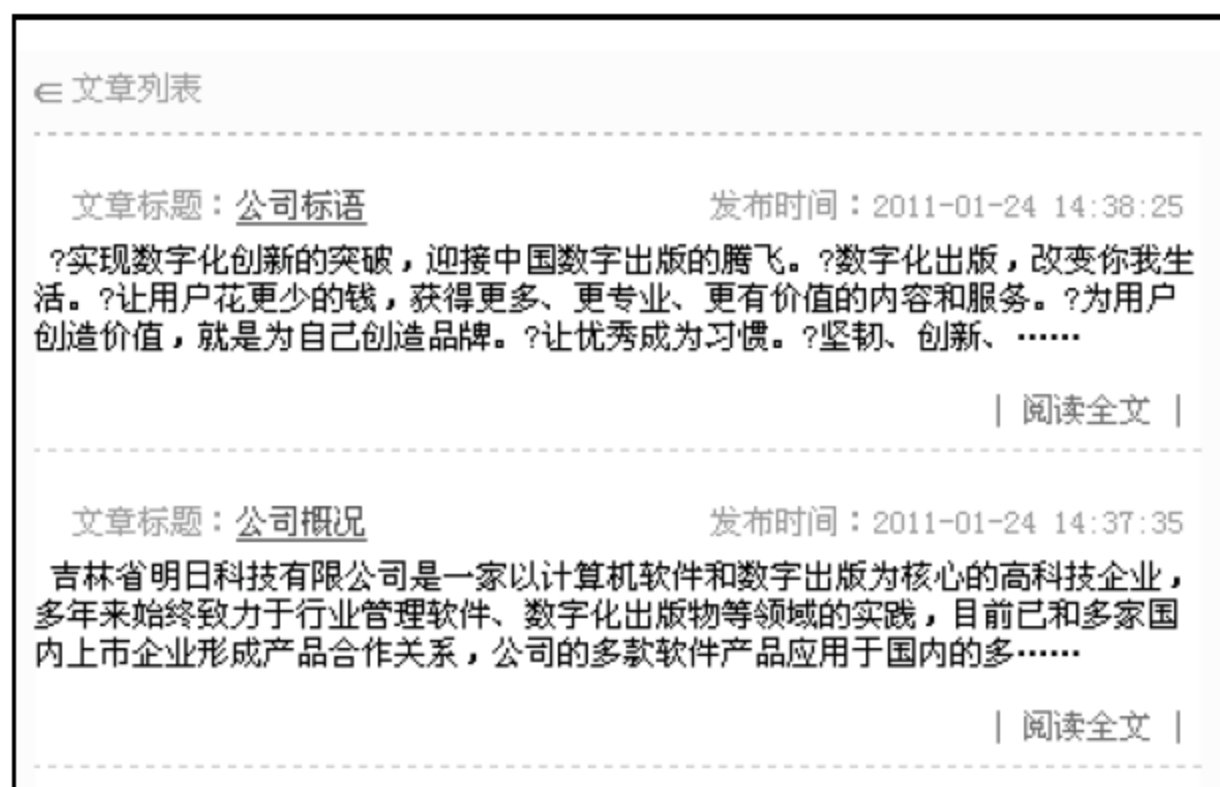 ∈ 文章列表
文章标题：公司标语 发布时间：2011-01-24 14:38:25
?实现数字化创新的突破，迎接中国数字出版的腾飞。?数字化出版，改变你我生
活。?让用户花更少的钱，获得更多、更专业、更有价值的内容和服务。?为用户
创造价值，就是为自己创造品牌。?让优秀成为习惯。?坚韧、创新、……
| 阅读全文 |
文章标题：公司概况 发布时间：2011-01-24 14:37:35
吉林省明日科技有限公司是一家以计算机软件和数字出版为核心的高科技企业，
多年来始终致力于行业管理软件、数字化出版物等领域的实践，目前已和多家国
内上市企业形成产品合作关系，公司的多款软件产品应用于国内的多……
| 阅读全文 |